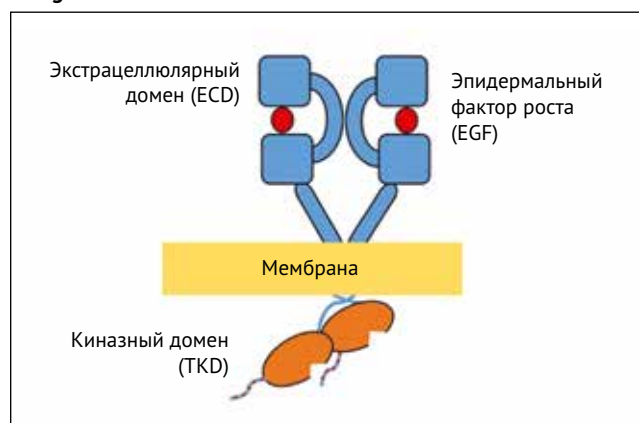 Экстрацеллюлярный
домен (ECD)
Эпидермальный
фактор роста
(EGF)
Мембрана
Киназный домен
(TKD)